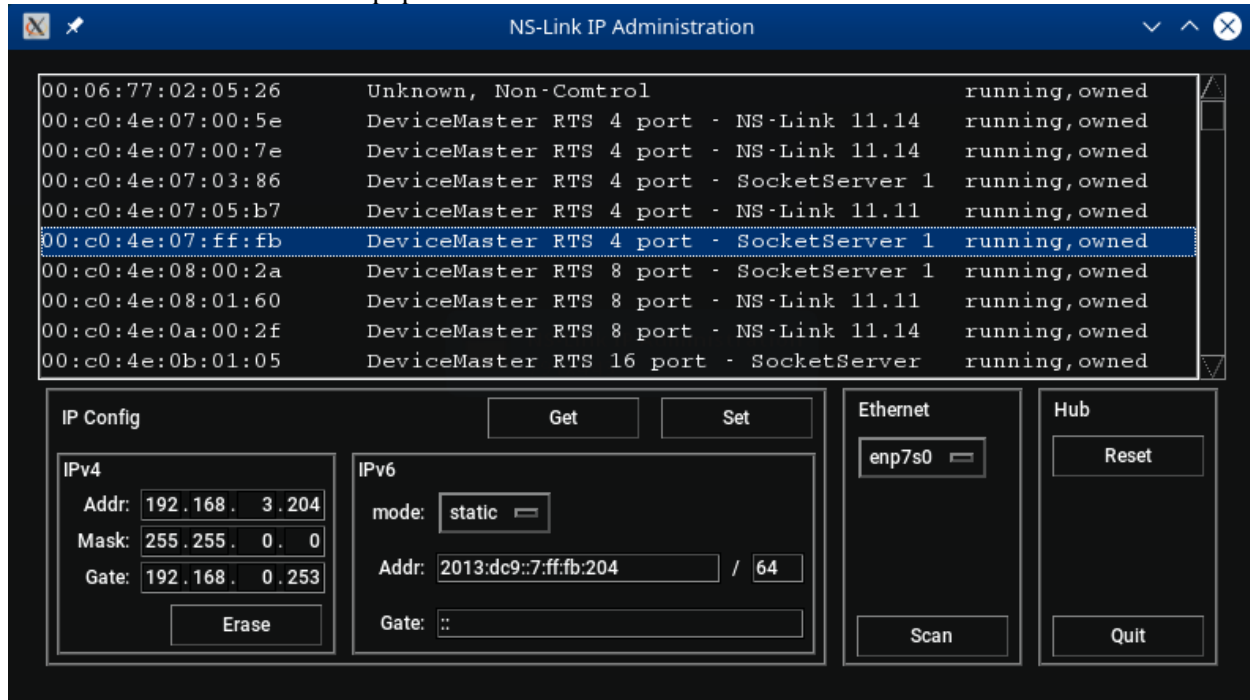 NS-Link IP Administration
00:06:77:02:05:26 Unknown, Non-Comtrol running,owned
00:c0:4e:07:00:5e DeviceMaster RTS 4 port - NS-Link 11.14 running,owned
00:c0:4e:07:00:7e DeviceMaster RTS 4 port - NS-Link 11.14 running,owned
00:c0:4e:07:03:86 DeviceMaster RTS 4 port - SocketServer 1 running,owned
00:c0:4e:07:05:b7 DeviceMaster RTS 4 port - NS-Link 11.11 running,owned
00:c0:4e:07:ff:fb DeviceMaster RTS 4 port - SocketServer 1 running,owned
00:c0:4e:08:00:2a DeviceMaster RTS 8 port - SocketServer 1 running,owned
00:c0:4e:08:01:60 DeviceMaster RTS 8 port - NS-Link 11.11 running,owned
00:c0:4e:0a:00:2f DeviceMaster RTS 8 port - NS-Link 11.14 running,owned
00:c0:4e:0b:01:05 DeviceMaster RTS 16 port - SocketServer running,owned
IP Config Get Set
IPv4
Addr: 192.168. 3.204
Mask: 255.255. 0. 0
Gate: 192.168. 0.253
Erase
IPv6
mode: static
Addr: 2013:dc9::7:ff:fb:204 / 64
Gate: ::
Ethernet
enp7s0
Scan
Hub
Reset
Quit